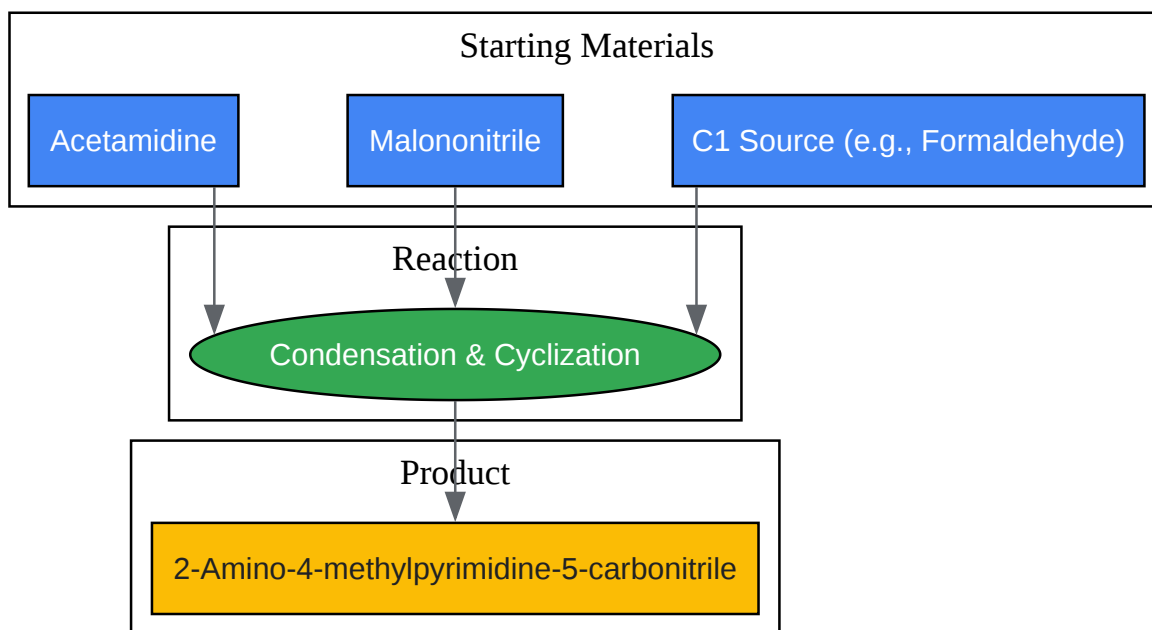 Starting Materials
Acetamidine
Malononitrile
C1 Source (e.g., Formaldehyde)
Reaction
Condensation & Cyclization
Product
2-Amino-4-methylpyrimidine-5-carbonitrile